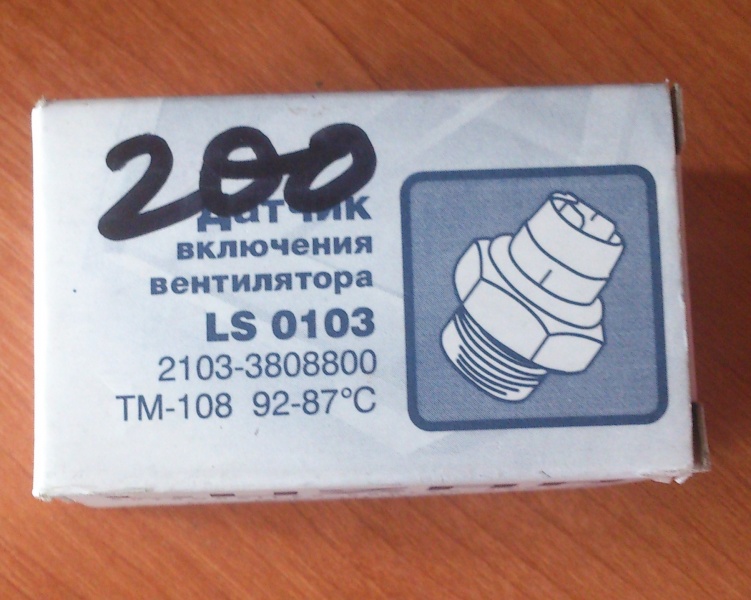 200
Датчик
включения
вентилятора
LS 0103
2103-3808800
ТМ-108 92-87°С